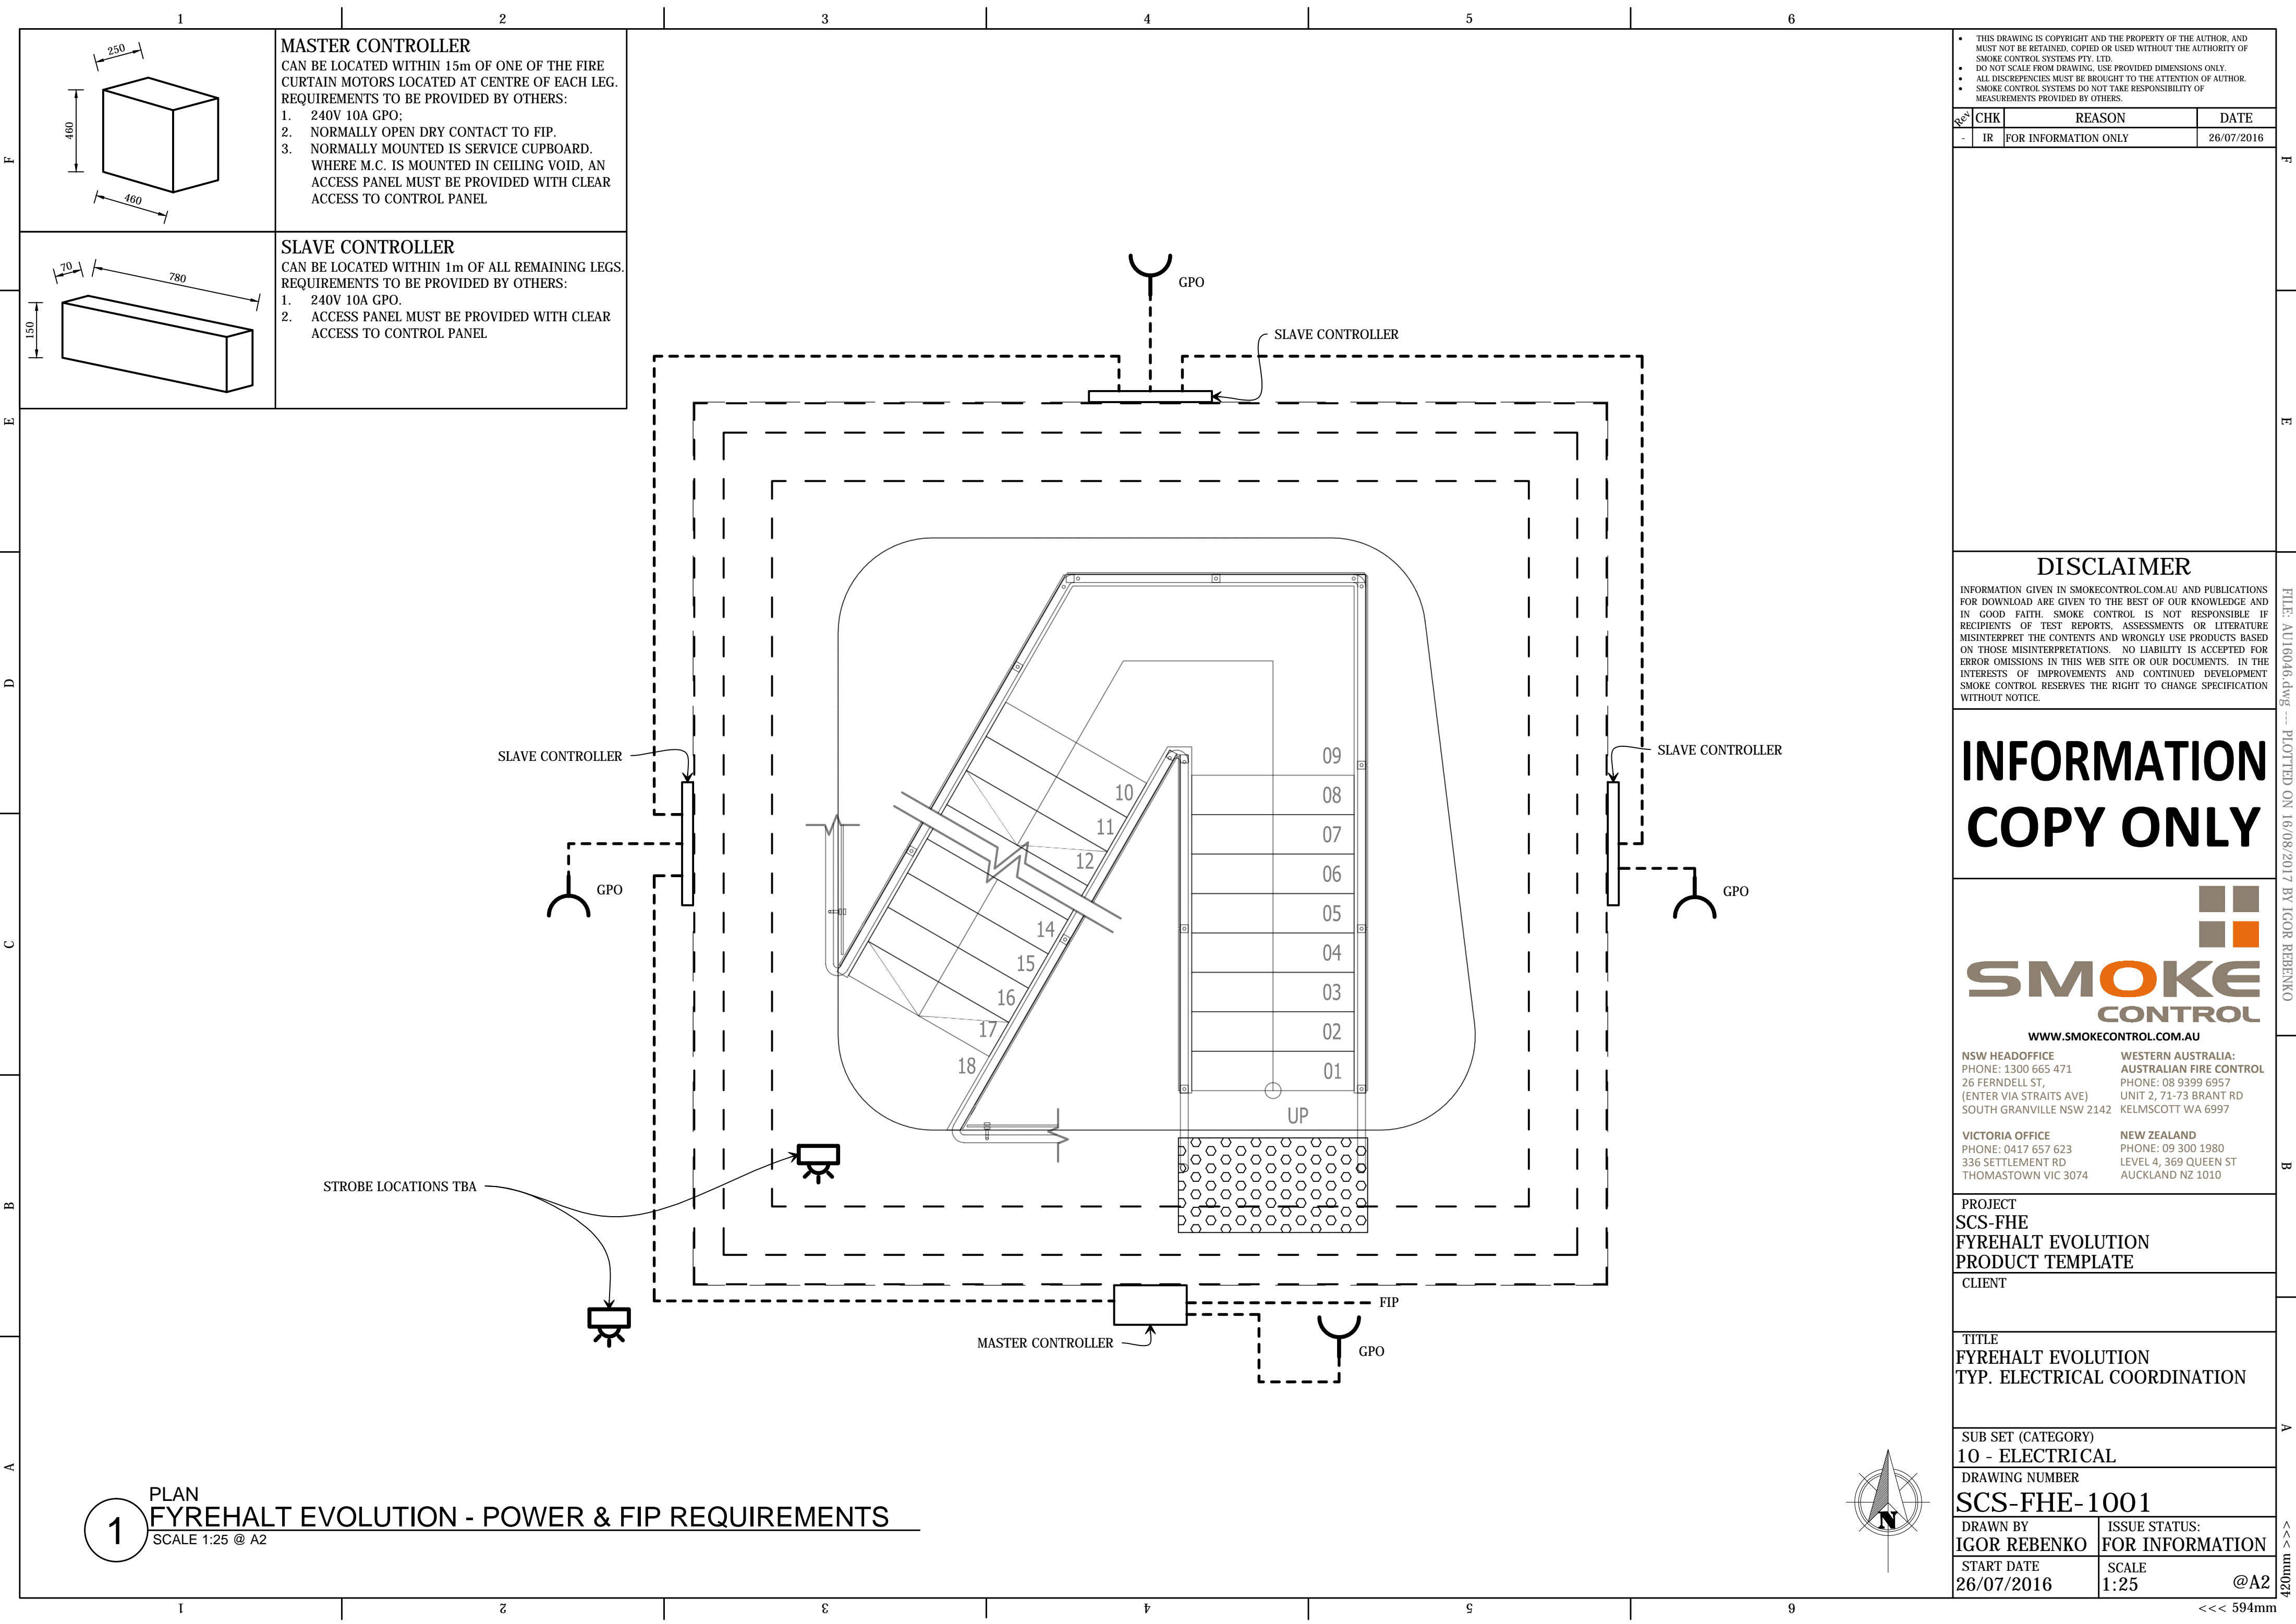 1
2
3
4
5
6
250
460
460
MASTER CONTROLLER
CAN BE LOCATED WITHIN 15m OF ONE OF THE FIRE
CURTAIN MOTORS LOCATED AT CENTRE OF EACH LEG.
REQUIREMENTS TO BE PROVIDED BY OTHERS:
1. 240V 10A GPO;
2. NORMALLY OPEN DRY CONTACT TO FIP.
3. NORMALLY MOUNTED IS SERVICE CUPBOARD.
WHERE M.C. IS MOUNTED IN CEILING VOID, AN
ACCESS PANEL MUST BE PROVIDED WITH CLEAR
ACCESS TO CONTROL PANEL
70
780
150
SLAVE CONTROLLER
CAN BE LOCATED WITHIN 1m OF ALL REMAINING LEGS.
REQUIREMENTS TO BE PROVIDED BY OTHERS:
1. 240V 10A GPO.
2. ACCESS PANEL MUST BE PROVIDED WITH CLEAR
ACCESS TO CONTROL PANEL
F
E
D
C
B
A
GPO
SLAVE CONTROLLER
SLAVE CONTROLLER
SLAVE CONTROLLER
GPO
GPO
09
08
07
06
05
04
03
02
01
UP
10
11
12
14
15
16
17
18
STROBE LOCATIONS TBA
FIP
MASTER CONTROLLER
GPO
1
PLAN
FYREHALT EVOLUTION - POWER & FIP REQUIREMENTS
SCALE 1:25 @ A2
N
1
2
3
4
5
6
• THIS DRAWING IS COPYRIGHT AND THE PROPERTY OF THE AUTHOR, AND
MUST NOT BE RETAINED, COPIED OR USED WITHOUT THE AUTHORITY OF
SMOKE CONTROL SYSTEMS PTY. LTD.
• DO NOT SCALE FROM DRAWING, USE PROVIDED DIMENSIONS ONLY.
• ALL DISCREPENCIES MUST BE BROUGHT TO THE ATTENTION OF AUTHOR.
• SMOKE CONTROL SYSTEMS DO NOT TAKE RESPONSIBILITY OF
MEASUREMENTS PROVIDED BY OTHERS.
Rev CHK REASON DATE
- IR FOR INFORMATION ONLY 26/07/2016
DISCLAIMER
INFORMATION GIVEN IN SMOKECONTROL.COM.AU AND PUBLICATIONS
FOR DOWNLOAD ARE GIVEN TO THE BEST OF OUR KNOWLEDGE AND
IN GOOD FAITH. SMOKE CONTROL IS NOT RESPONSIBLE IF
RECIPIENTS OF TEST REPORTS, ASSESSMENTS OR LITERATURE
MISINTERPRET THE CONTENTS AND WRONGLY USE PRODUCTS BASED
ON THOSE MISINTERPRETATIONS. NO LIABILITY IS ACCEPTED FOR
ERROR OMISSIONS IN THIS WEB SITE OR OUR DOCUMENTS. IN THE
INTERESTS OF IMPROVEMENTS AND CONTINUED DEVELOPMENT
SMOKE CONTROL RESERVES THE RIGHT TO CHANGE SPECIFICATION
WITHOUT NOTICE.
INFORMATION
COPY ONLY
SMOKE
CONTROL
WWW.SMOKECONTROL.COM.AU
NSW HEADOFFICE
PHONE: 1300 665 471
26 FERNDELL ST,
(ENTER VIA STRAITS AVE)
SOUTH GRANVILLE NSW 2142
WESTERN AUSTRALIA:
AUSTRALIAN FIRE CONTROL
PHONE: 08 9399 6957
UNIT 2, 71-73 BRANT RD
KELMSCOTT WA 6997
VICTORIA OFFICE
PHONE: 0417 657 623
336 SETTLEMENT RD
THOMASTOWN VIC 3074
NEW ZEALAND
PHONE: 09 300 1980
LEVEL 4, 369 QUEEN ST
AUCKLAND NZ 1010
PROJECT
SCS-FHE
FYREHALT EVOLUTION
PRODUCT TEMPLATE
CLIENT
TITLE
FYREHALT EVOLUTION
TYP. ELECTRICAL COORDINATION
SUB SET (CATEGORY)
10 - ELECTRICAL
DRAWING NUMBER
SCS-FHE-1001
DRAWN BY
IGOR REBENKO
ISSUE STATUS:
FOR INFORMATION
START DATE
26/07/2016
SCALE
1:25 @A2
F
E
B
A
FILE: AU16046.dwg --- PLOTTED ON 16/08/2017 BY IGOR REBENKO
420mm >>>
<<< 594mm